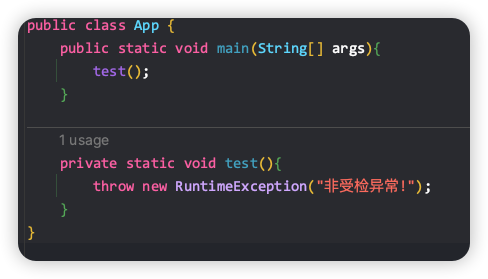 public class App {
    public static void main(String[] args){
        test();
    }
1 usage
    private static void test(){
        throw new RuntimeException("非受检异常!");
    }
}